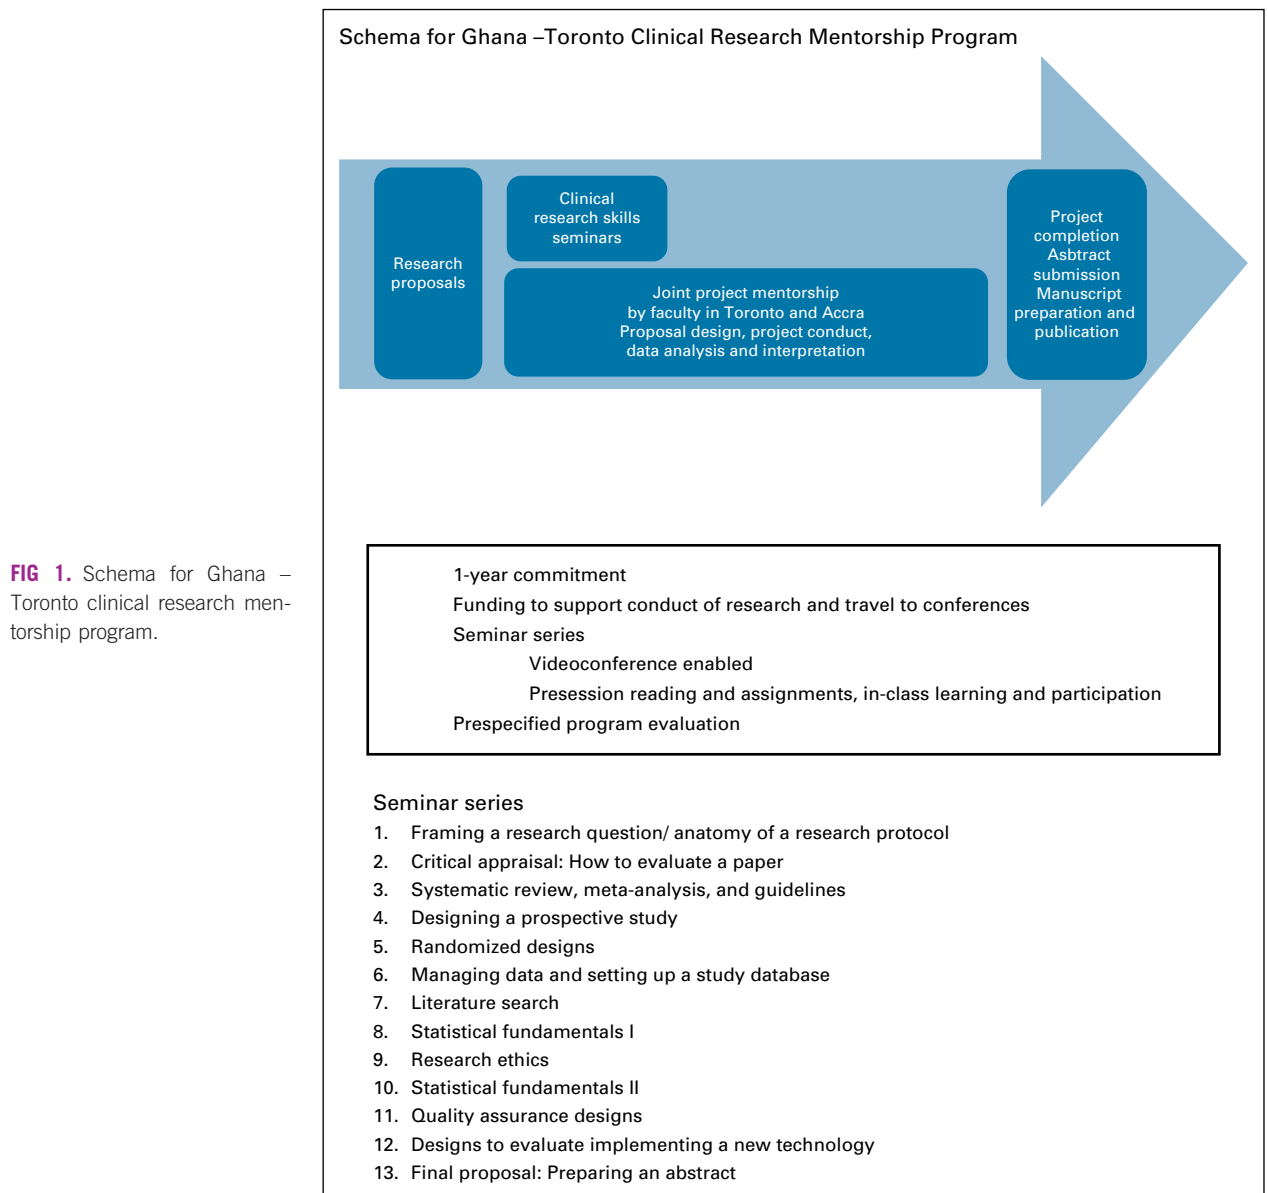 Schema for Ghana –Toronto Clinical Research Mentorship Program
Research
proposals
Clinical
research skills
seminars
Joint project mentorship
by faculty in Toronto and Accra
Proposal design, project conduct,
data analysis and interpretation
Project
completion
Asbtract
submission
Manuscript
preparation and
publication
FIG 1. Schema for Ghana –
Toronto clinical research men-
torship program.
1-year commitment
Funding to support conduct of research and travel to conferences
Seminar series
Videoconference enabled
Presession reading and assignments, in-class learning and participation
Prespecified program evaluation
Seminar series
1. Framing a research question/ anatomy of a research protocol
2. Critical appraisal: How to evaluate a paper
3. Systematic review, meta-analysis, and guidelines
4. Designing a prospective study
5. Randomized designs
6. Managing data and setting up a study database
7. Literature search
8. Statistical fundamentals I
9. Research ethics
10. Statistical fundamentals II
11. Quality assurance designs
12. Designs to evaluate implementing a new technology
13. Final proposal: Preparing an abstract